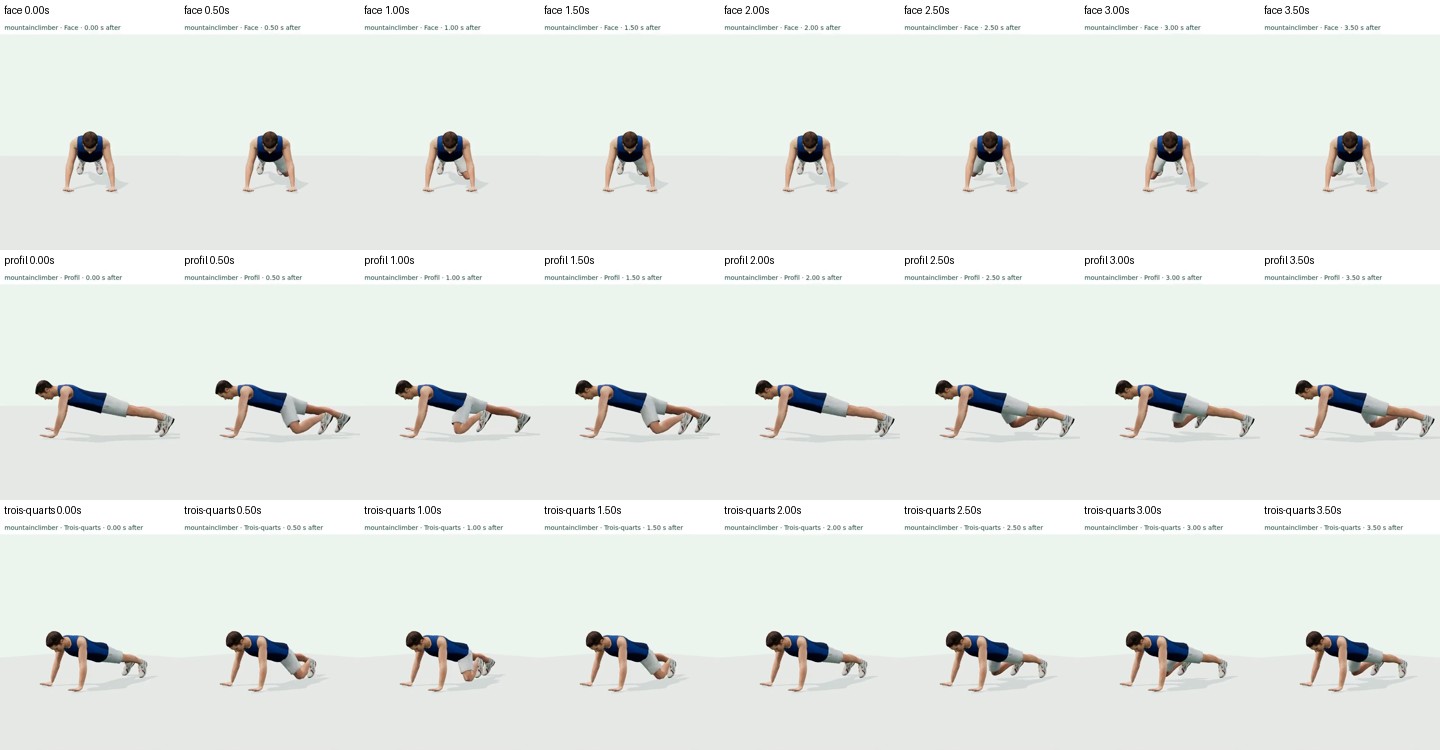 face 0.00s
mountainclimber - Face - 0.00 s after
face 0.50s
mountainclimber - Face - 0.50 s after
face 1.00s
mountainclimber - Face - 1.00 s after
face 1.50s
mountainclimber - Face - 1.50 s after
face 2.00s
mountainclimber - Face - 2.00 s after
face 2.50s
mountainclimber - Face - 2.50 s after
face 3.00s
mountainclimber - Face - 3.00 s after
face 3.50s
mountainclimber - Face - 3.50 s after
profil 0.00s
mountainclimber - Profil - 0.00 s after
profil 0.50s
mountainclimber - Profil - 0.50 s after
profil 1.00s
mountainclimber - Profil - 1.00 s after
profil 1.50s
mountainclimber - Profil - 1.50 s after
profil 2.00s
mountainclimber - Profil - 2.00 s after
profil 2.50s
mountainclimber - Profil - 2.50 s after
profil 3.00s
mountainclimber - Profil - 3.00 s after
profil 3.50s
mountainclimber - Profil - 3.50 s after
trois-quarts 0.00s
mountainclimber - Trois-quarts - 0.00 s after
trois-quarts 0.50s
mountainclimber - Trois-quarts - 0.50 s after
trois-quarts 1.00s
mountainclimber - Trois-quarts - 1.00 s after
trois-quarts 1.50s
mountainclimber - Trois-quarts - 1.50 s after
trois-quarts 2.00s
mountainclimber - Trois-quarts - 2.00 s after
trois-quarts 2.50s
mountainclimber - Trois-quarts - 2.50 s after
trois-quarts 3.00s
mountainclimber - Trois-quarts - 3.00 s after
trois-quarts 3.50s
mountainclimber - Trois-quarts - 3.50 s after